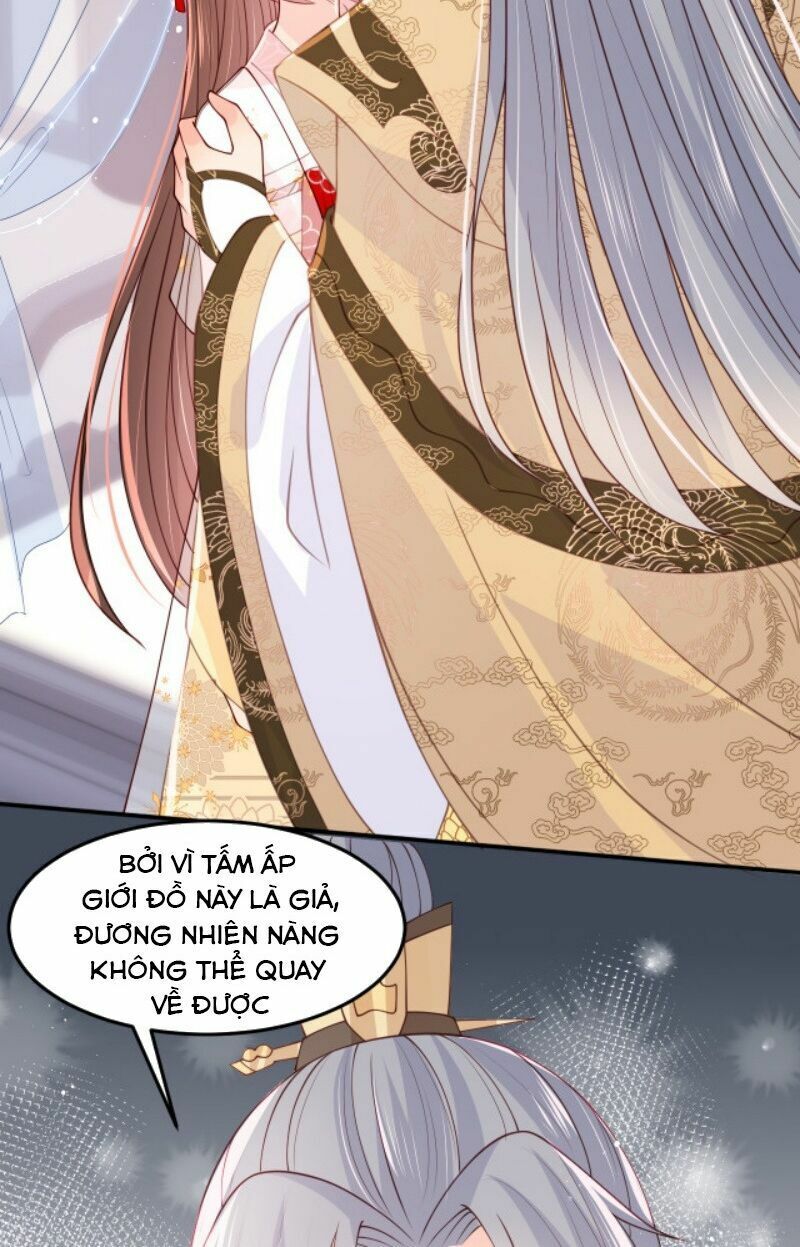 BỞI VÌ TẤM ẤP
GIỚI ĐỒ NÀY LÀ GIẢ,
ĐƯƠNG NHIÊN NÀNG
KHÔNG THỂ QUAY
VỀ ĐƯỢC